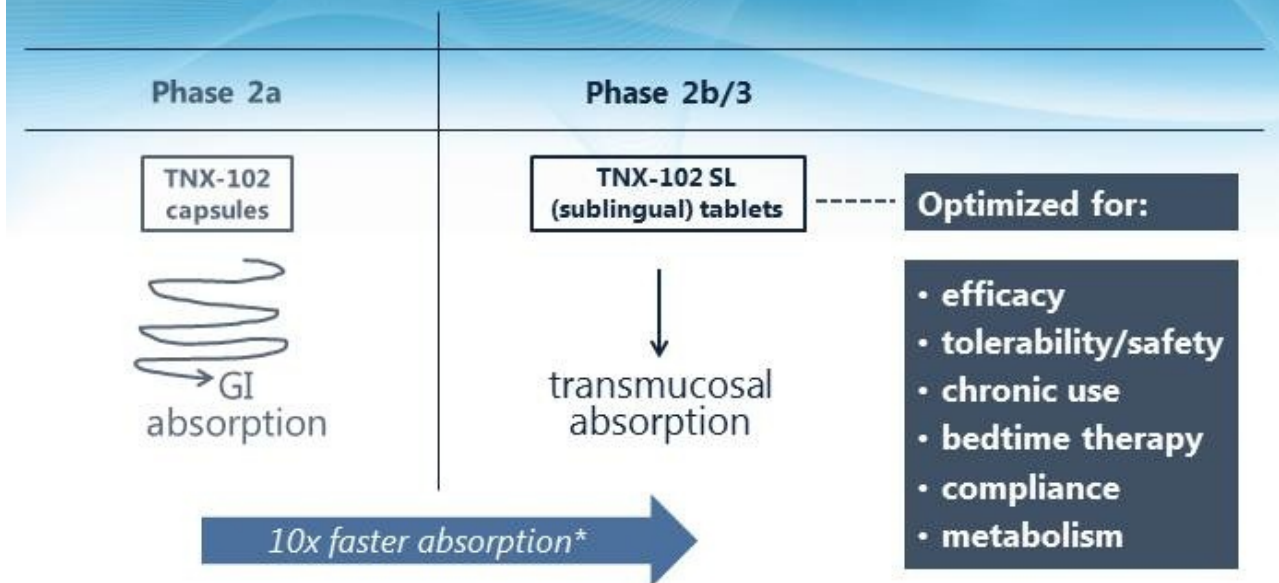 Phase 2a
Phase 2b/3
TNX-102
capsules
TNX-102 SL
(sublingual) tablets
Optimized for:
GI
absorption
transmucosal
absorption
• efficacy
• tolerability/safety
• chronic use
• bedtime therapy
• compliance
• metabolism
10x faster absorption*